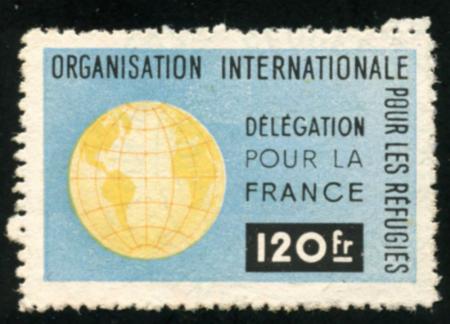 ORGANISATION INTERNATIONALE
POUR LES RÉFUGIÉS
DÉLÉGATION
POUR LA
FRANCE
120fr